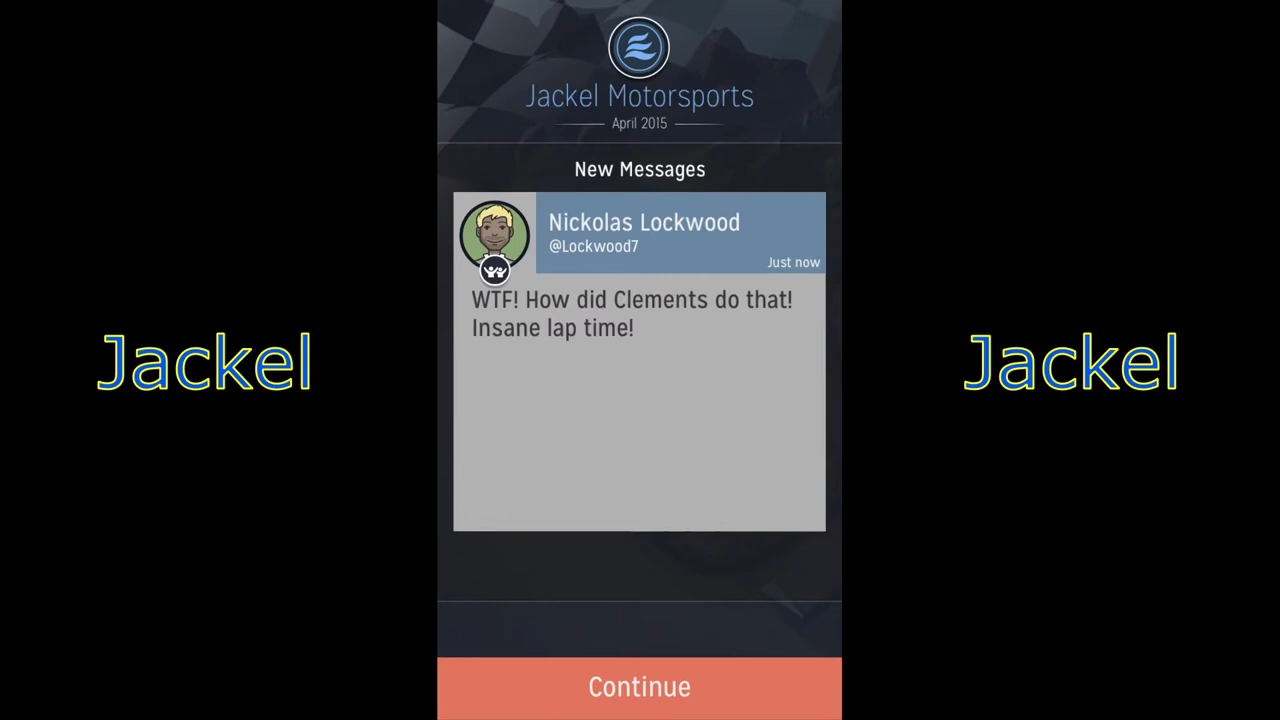 Jackel Motorsports
April 2015
New Messages
Nickolas Lockwood
@Lockwood7
Just now
WTF! How did Clements do that!
Insane lap time!
Jackel
Jackel
Continue